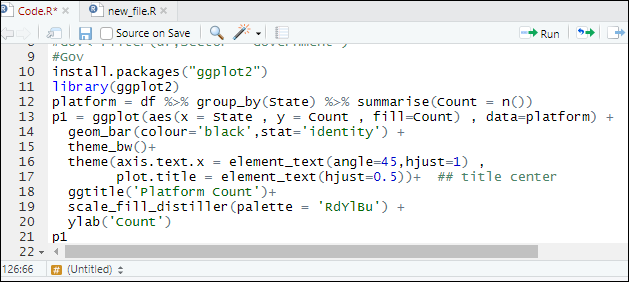 Code.R*
new_file.R
Source on Save
Run
9 #Gov
10 install.packages("ggplot2")
11 library(ggplot2)
12 platform = df %>% group_by(State) %>% summarise(Count = n())
13 p1 = ggplot(aes(x = State , y = Count , fill=Count) , data=platform) +
14 geom_bar(colour='black',stat='identity') +
15 theme_bw()+
16 theme(axis.text.x = element_text(angle=45,hjust=1) ,
17 plot.title = element_text(hjust=0.5))+ ## title center
18 ggtitle('Platform Count')+
19 scale_fill_distiller(palette = 'RdYlBu') +
20 ylab('Count')
21 p1
22
126:66 # (Untitled)